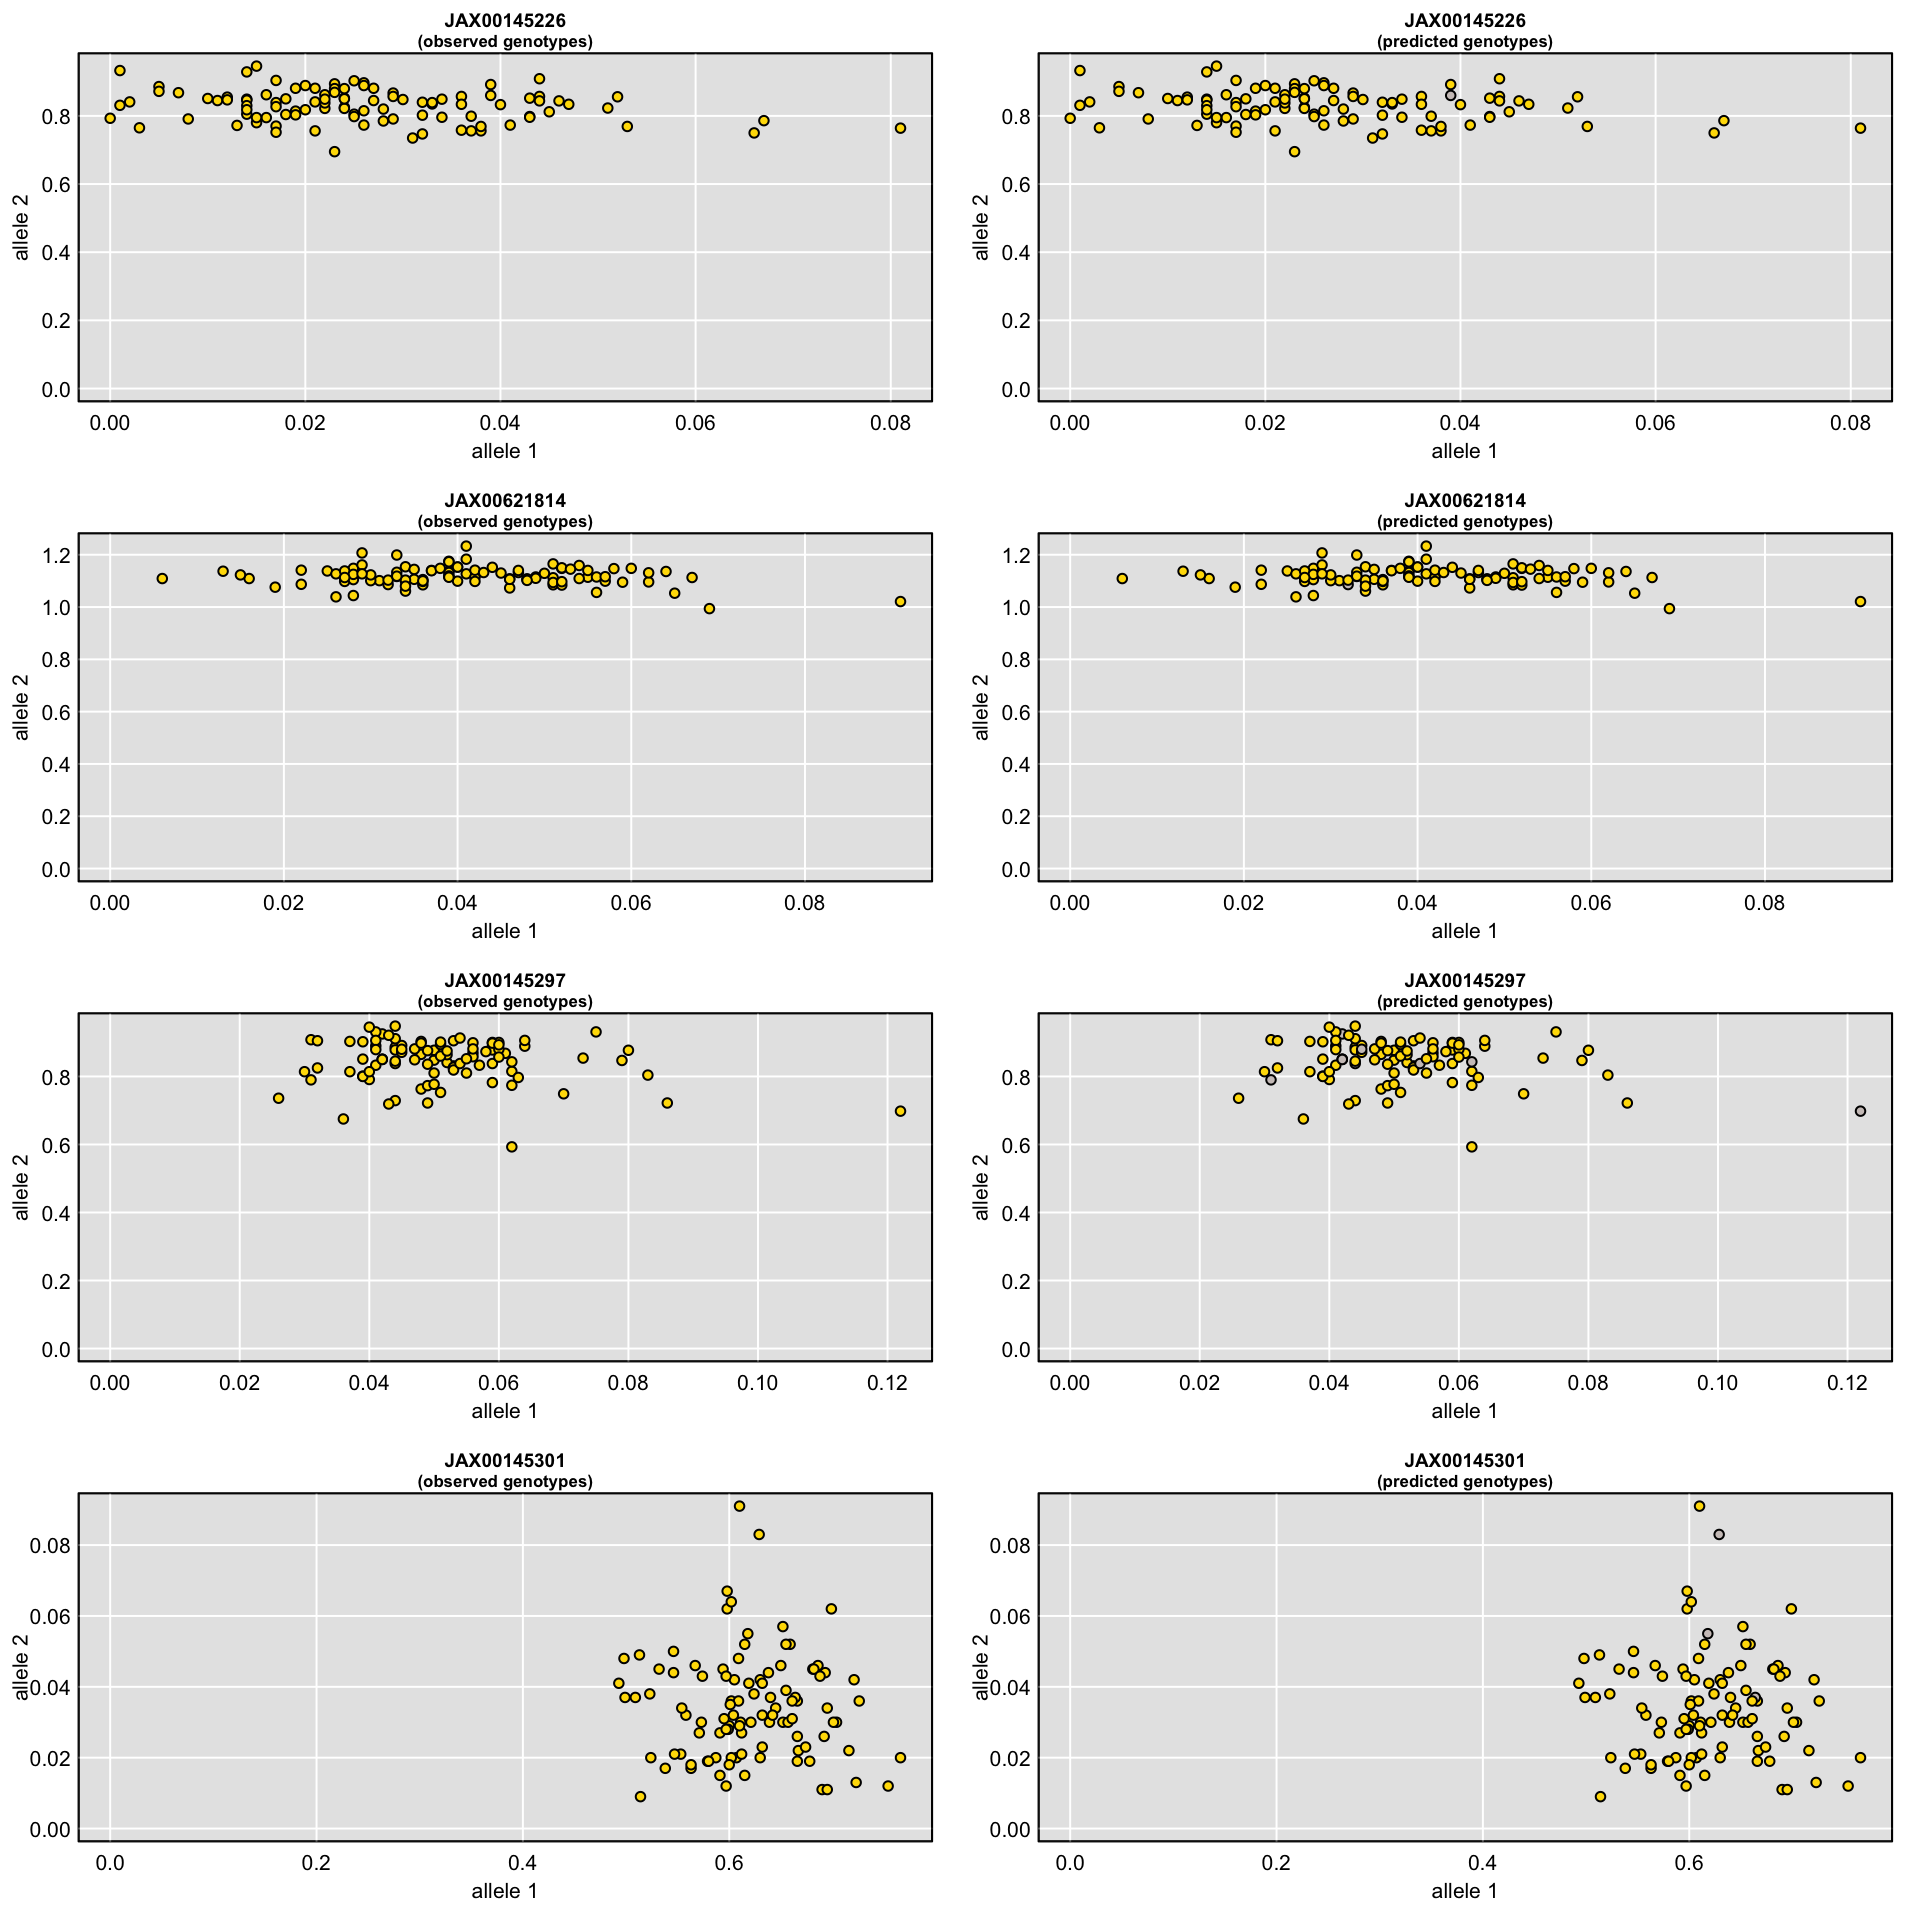 JAX00145226
(observed genotypes)
allele 2
0.8
0.6
0.4
0.2
0.0
0.00 0.02 0.04 0.06 0.08
allele 1
JAX00145226
(predicted genotypes)
allele 2
0.8
0.6
0.4
0.2
0.0
0.00 0.02 0.04 0.06 0.08
allele 1
JAX00621814
(observed genotypes)
allele 2
1.2
1.0
0.8
0.6
0.4
0.2
0.0
0.00 0.02 0.04 0.06 0.08
allele 1
JAX00621814
(predicted genotypes)
allele 2
1.2
1.0
0.8
0.6
0.4
0.2
0.0
0.00 0.02 0.04 0.06 0.08
allele 1
JAX00145297
(observed genotypes)
allele 2
0.8
0.6
0.4
0.2
0.0
0.00 0.02 0.04 0.06 0.08 0.10 0.12
allele 1
JAX00145297
(predicted genotypes)
allele 2
0.8
0.6
0.4
0.2
0.0
0.00 0.02 0.04 0.06 0.08 0.10 0.12
allele 1
JAX00145301
(observed genotypes)
allele 2
0.08
0.06
0.04
0.02
0.00
0.0 0.2 0.4 0.6
allele 1
JAX00145301
(predicted genotypes)
allele 2
0.08
0.06
0.04
0.02
0.00
0.0 0.2 0.4 0.6
allele 1